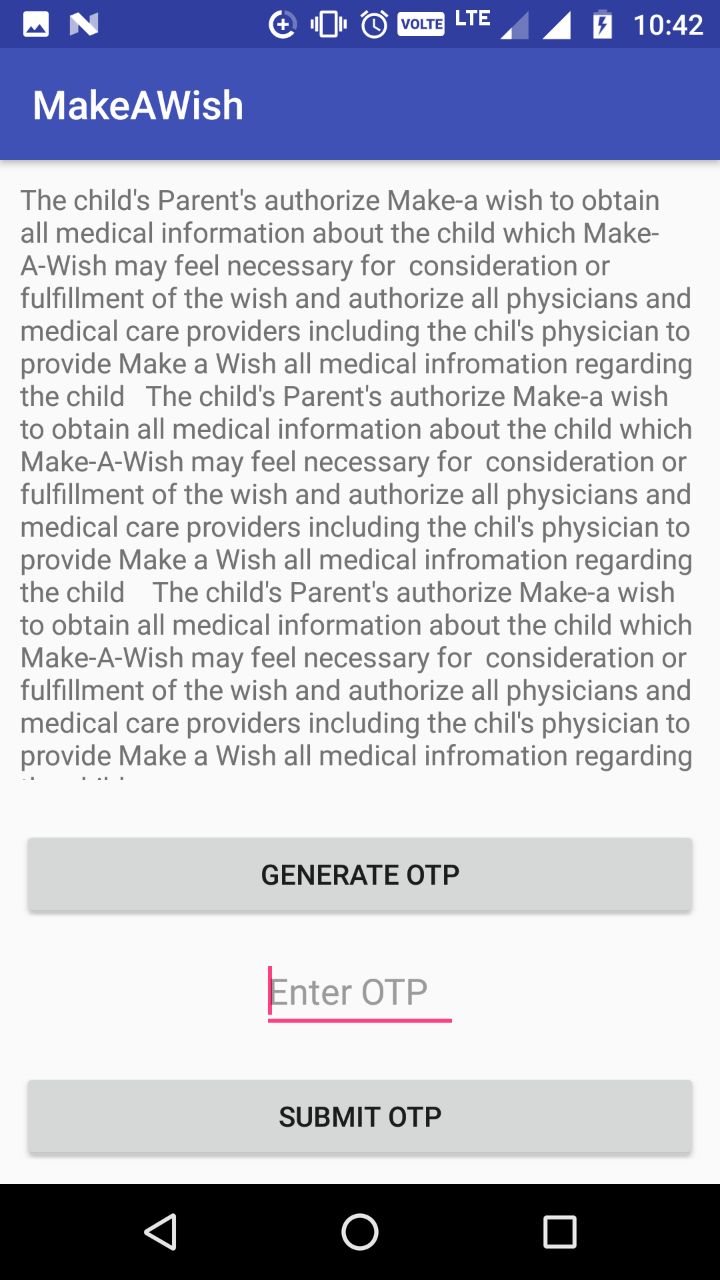 VOLTE LTE 10:42
MakeAWish
The child's Parent's authorize Make-a wish to obtain
all medical information about the child which Make-
A-Wish may feel necessary for  consideration or
fulfillment of the wish and authorize all physicians and
medical care providers including the chil's physician to
provide Make a Wish all medical infromation regarding
the child   The child's Parent's authorize Make-a wish
to obtain all medical information about the child which
Make-A-Wish may feel necessary for  consideration or
fulfillment of the wish and authorize all physicians and
medical care providers including the chil's physician to
provide Make a Wish all medical infromation regarding
the child    The child's Parent's authorize Make-a wish
to obtain all medical information about the child which
Make-A-Wish may feel necessary for  consideration or
fulfillment of the wish and authorize all physicians and
medical care providers including the chil's physician to
provide Make a Wish all medical infromation regarding
GENERATE OTP
Enter OTP
SUBMIT OTP